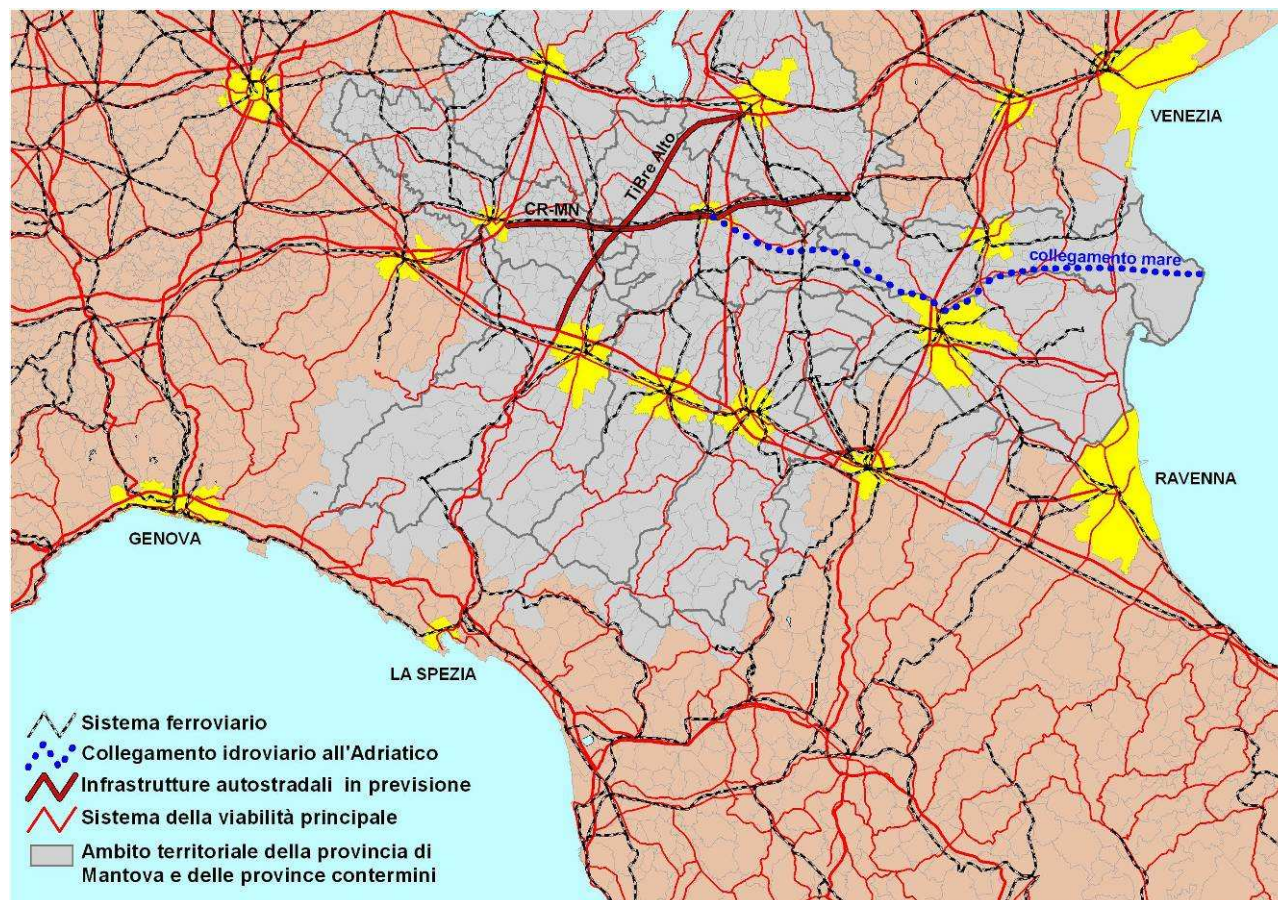 VENEZIA
TiBre Alto
CR-MN
collegamento mare
RAVENNA
GENOVA
LA SPEZIA
Sistema ferroviario
Collegamento idroviario all'Adriatico
Infrastrutture autostradali in previsione
Sistema della viabilità principale
Ambito territoriale della provincia di
Mantova e delle province contermini